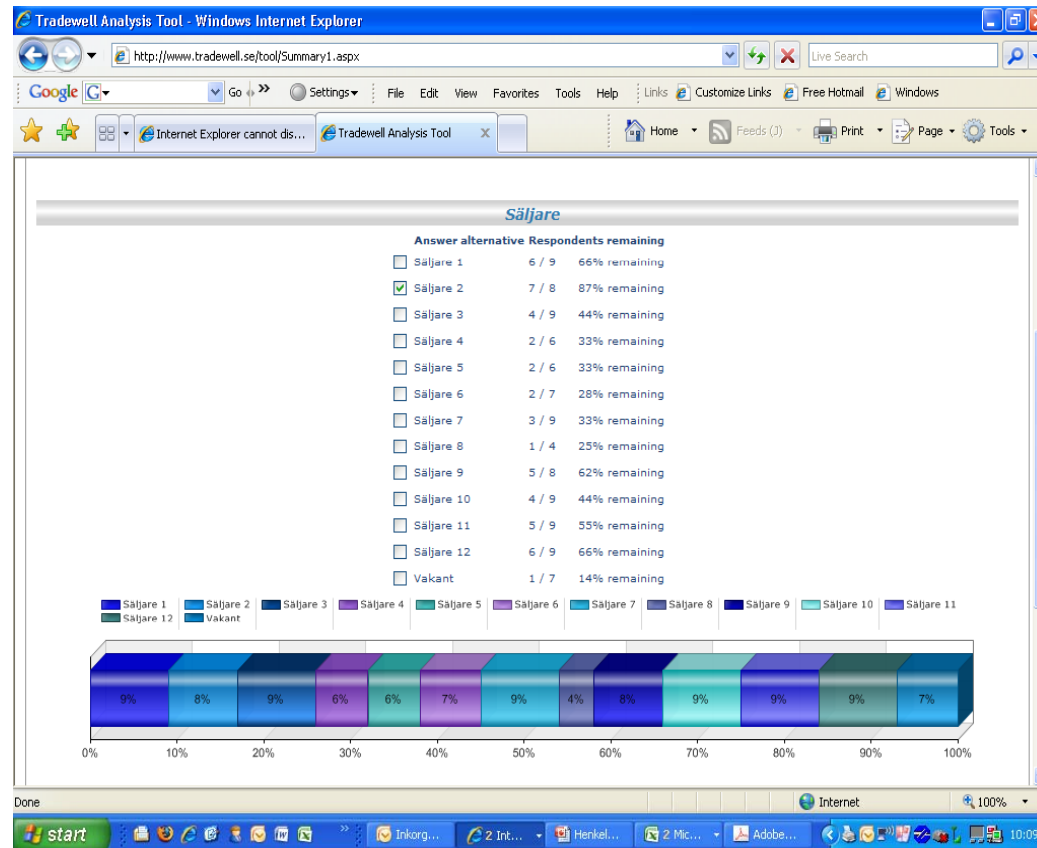 Tradewell Analysis Tool - Windows Internet Explorer
http://www.tradewell.se/tool/Summary1.aspx
Live Search
Google G Go Settings File Edit View Favorites Tools Help Links Customize Links Free Hotmail Windows
Internet Explorer cannot dis... Tradewell Analysis Tool X Home Feeds (J) Print Page Tools
Säljare
Answer alternative Respondents remaining
Säljare 1 6 / 9 66% remaining
Säljare 2 7 / 8 87% remaining
Säljare 3 4 / 9 44% remaining
Säljare 4 2 / 6 33% remaining
Säljare 5 2 / 6 33% remaining
Säljare 6 2 / 7 28% remaining
Säljare 7 3 / 9 33% remaining
Säljare 8 1 / 4 25% remaining
Säljare 9 5 / 8 62% remaining
Säljare 10 4 / 9 44% remaining
Säljare 11 5 / 9 55% remaining
Säljare 12 6 / 9 66% remaining
Vakant 1 / 7 14% remaining
Säljare 1 Säljare 2 Säljare 3 Säljare 4 Säljare 5 Säljare 6 Säljare 7 Säljare 8 Säljare 9 Säljare 10 Säljare 11
Säljare 12 Vakant
9% 8% 9% 6% 6% 7% 9% 4% 8% 9% 9% 9% 7%
0% 10% 20% 30% 40% 50% 60% 70% 80% 90% 100%
Done Internet 100%
start Inkorg... 2 Int... Henkel... 2 Mic... Adobe... 10:09